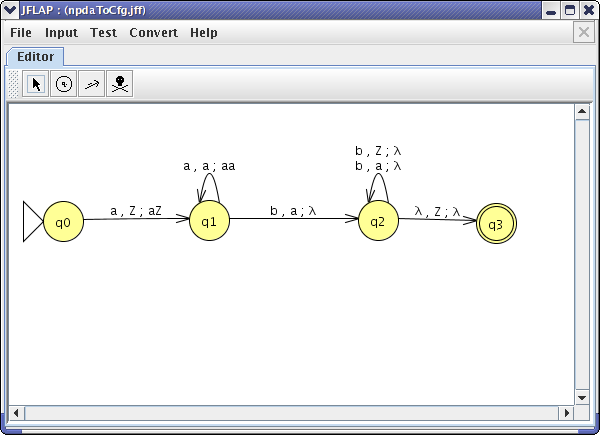 JFLAP : (npdaToCfg.jff)
File Input Test Convert Help
Editor
a , a ; aa
b , Z ; λ
b , a ; λ
q0
a , Z ; aZ
q1
b , a ; λ
q2
λ , Z ; λ
q3